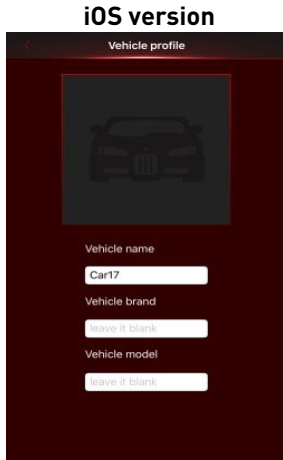 iOS version
Vehicle profile
Vehicle name
Car17
Vehicle brand
leave it blank
Vehicle model
leave it blank